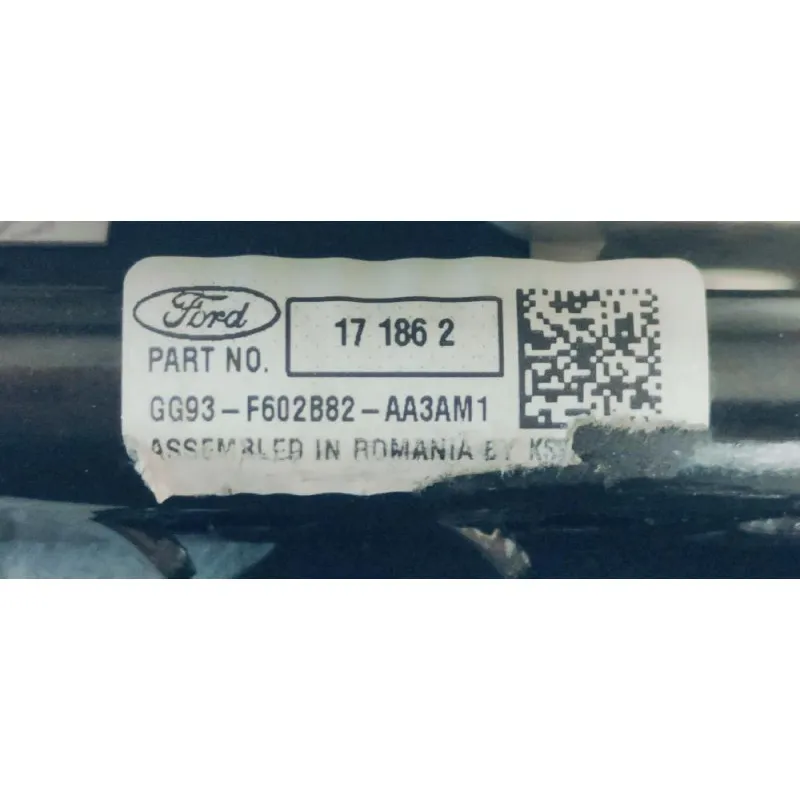 Ford
17 186 2
PART NO.
GG93-F602B82-AA3AM1
ASSEMBLED IN ROMANIA BY